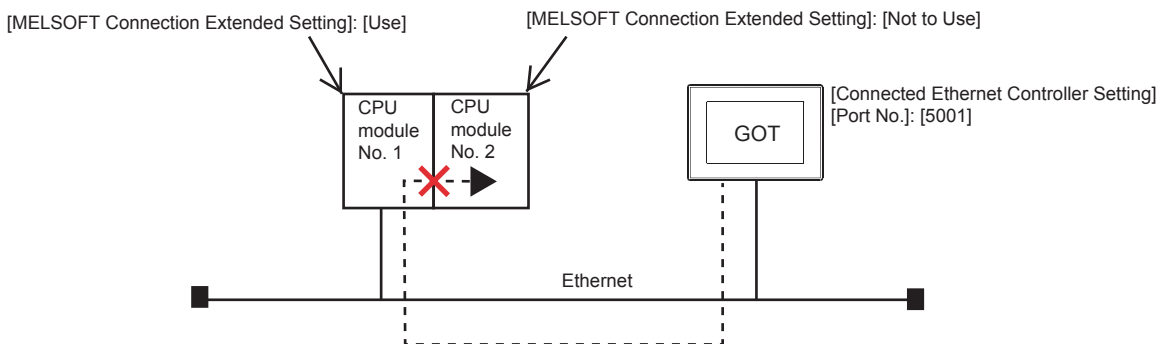 [MELSOFT Connection Extended Setting]: [Use]
[MELSOFT Connection Extended Setting]: [Not to Use]
CPU
module
No. 1
CPU
module
No. 2
GOT
[Connected Ethernet Controller Setting]
[Port No.]: [5001]
Ethernet